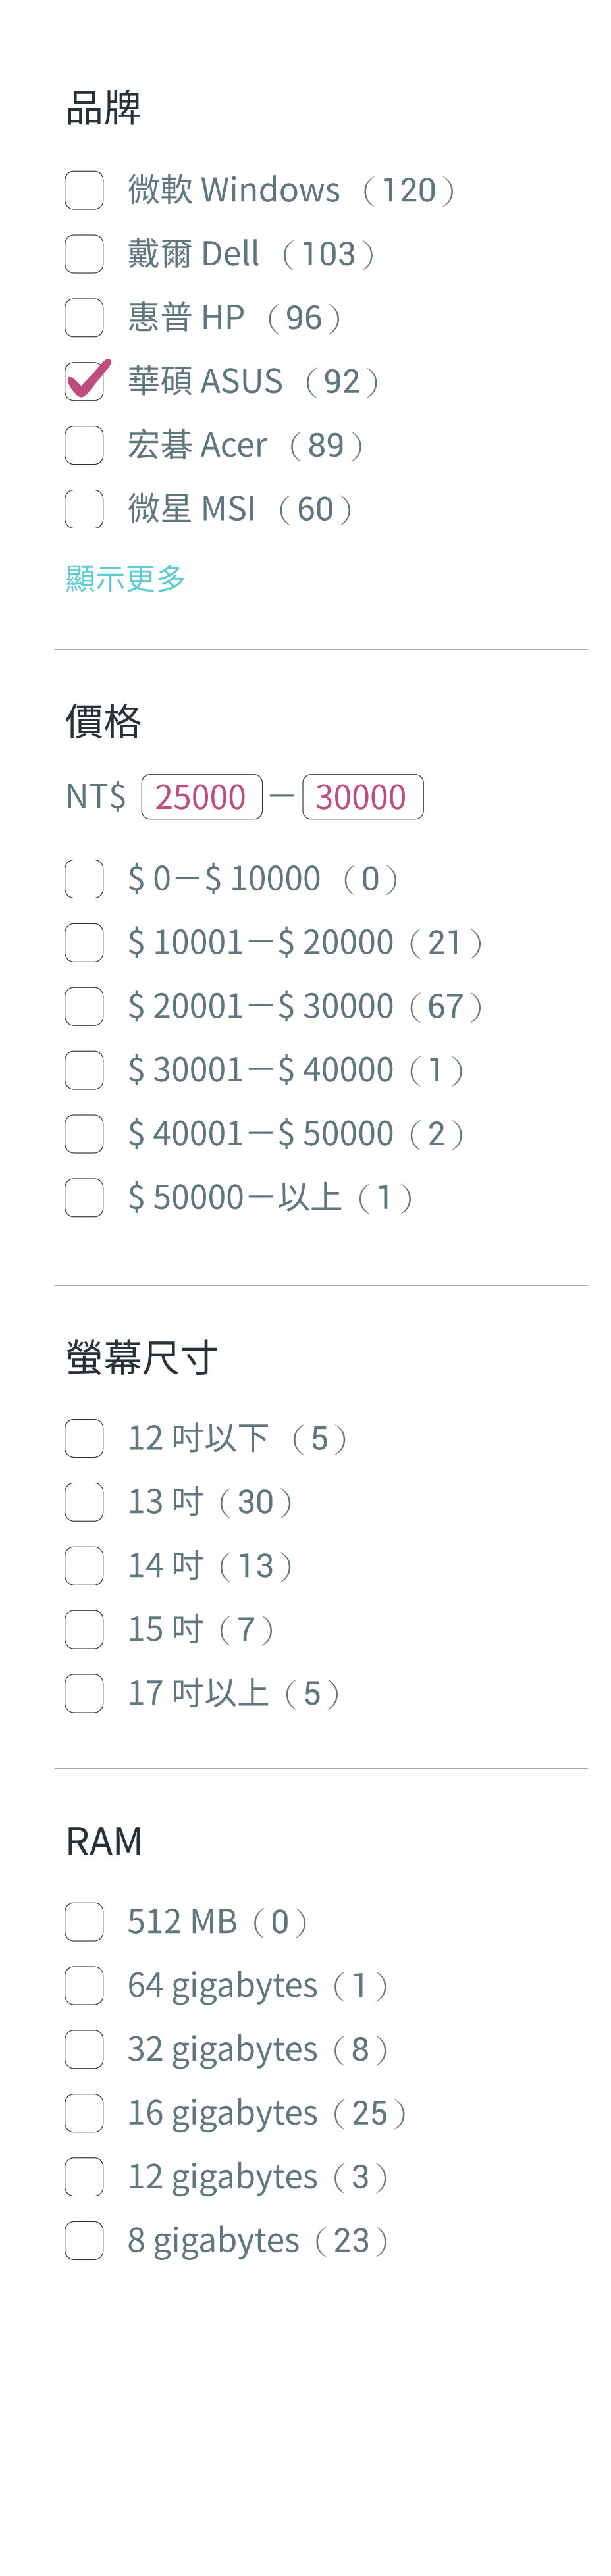 品牌
微軟 Windows （120）
戴爾 Dell （103）
惠普 HP （96）
華碩 ASUS （92）
宏碁 Acer （89）
微星 MSI （60）
顯示更多
價格
NT$ 25000 — 30000
$ 0—$ 10000 （0）
$ 10001—$ 20000（21）
$ 20001—$ 30000（67）
$ 30001—$ 40000（1）
$ 40001—$ 50000（2）
$ 50000—以上（1）
螢幕尺寸
12 吋以下 （5）
13 吋（30）
14 吋（13）
15 吋（7）
17 吋以上（5）
RAM
512 MB（0）
64 gigabytes（1）
32 gigabytes（8）
16 gigabytes（25）
12 gigabytes（3）
8 gigabytes（23）